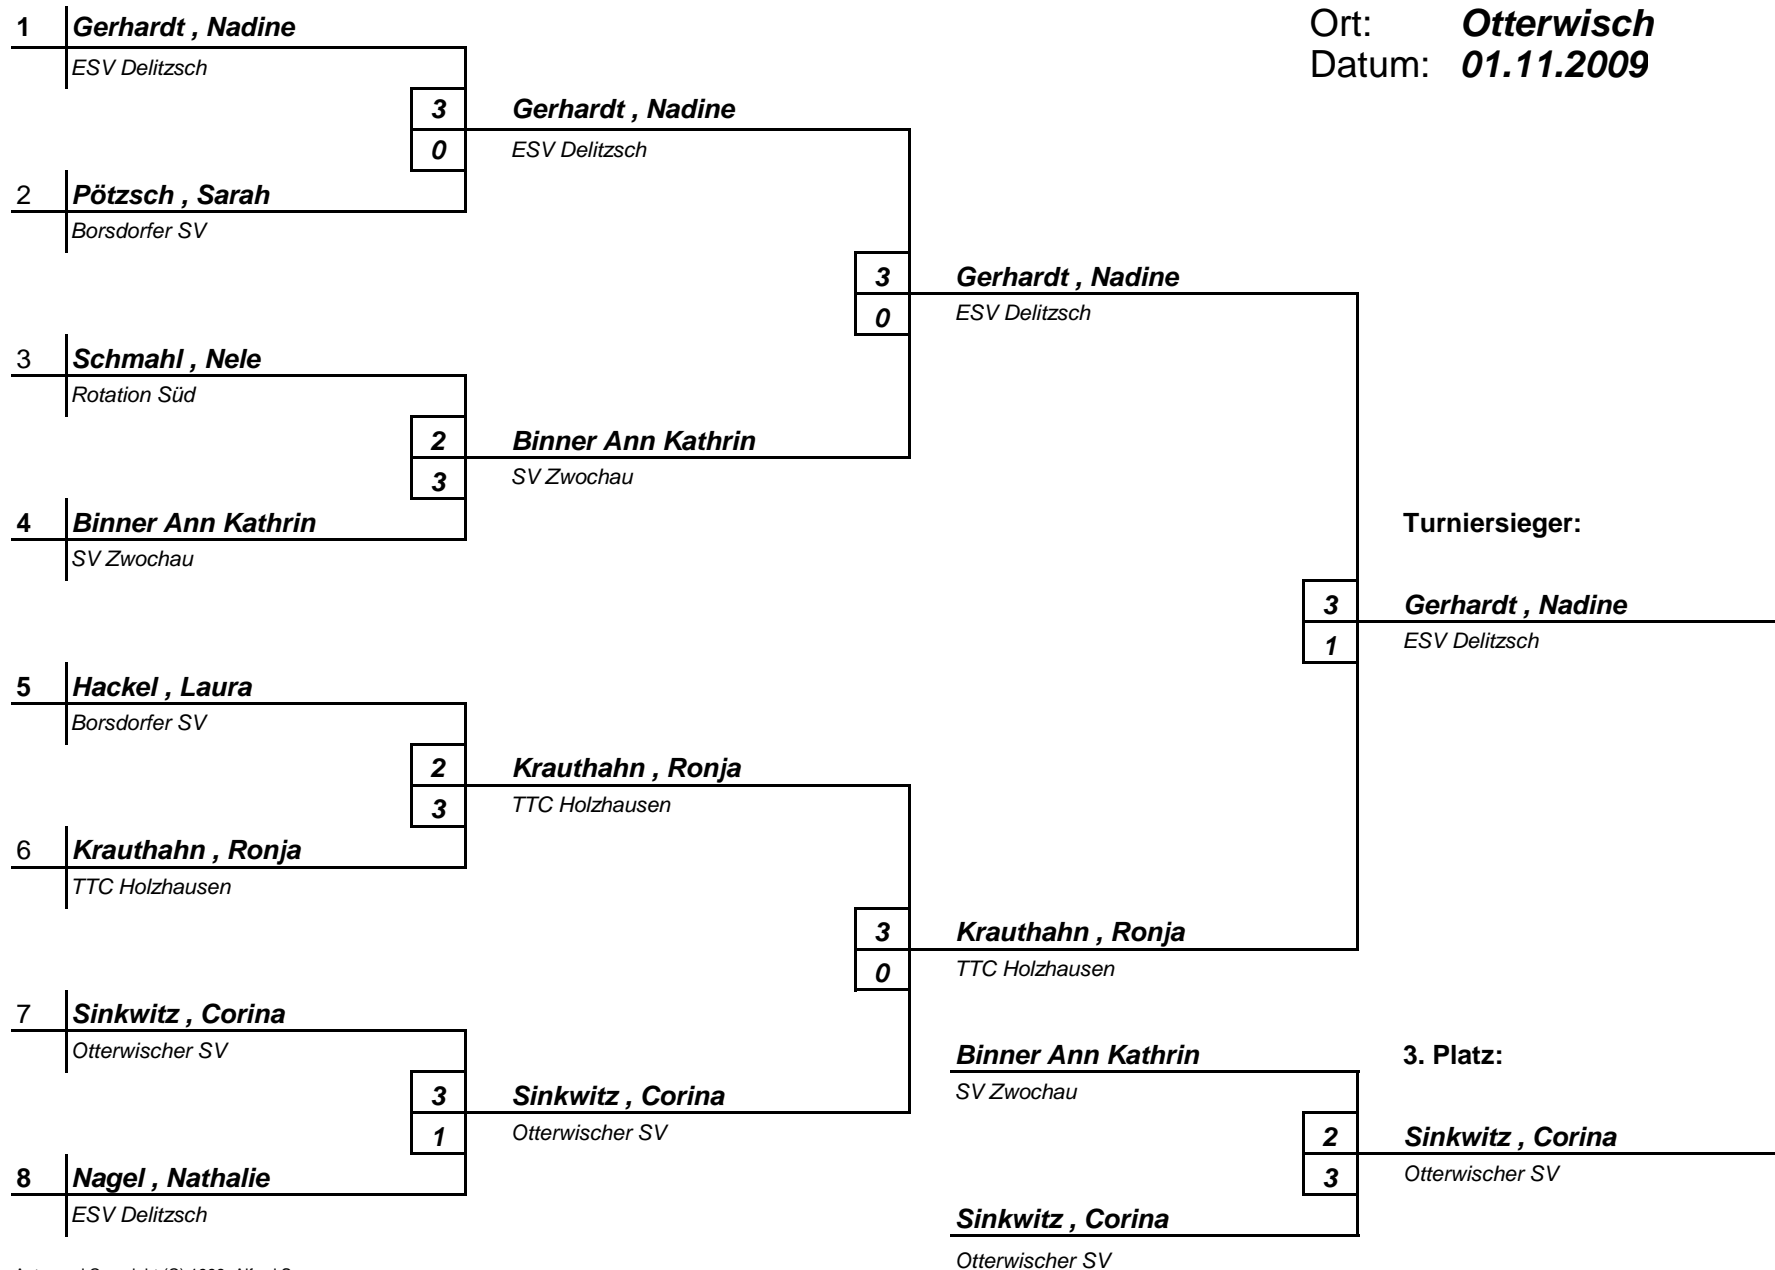 Ort: Otterwisch
Datum: 01.11.2009
1 Gerhardt , Nadine
ESV Delitzsch
3 Gerhardt , Nadine
0 ESV Delitzsch
2 Pötzsch , Sarah
Borsdorfer SV
3 Gerhardt , Nadine
0 ESV Delitzsch
3 Schmahl , Nele
Rotation Süd
2 Binner Ann Kathrin
3 SV Zwochau
4 Binner Ann Kathrin
SV Zwochau
Turniersieger:
3 Gerhardt , Nadine
1 ESV Delitzsch
5 Hackel , Laura
Borsdorfer SV
2 Krauthahn , Ronja
3 TTC Holzhausen
6 Krauthahn , Ronja
TTC Holzhausen
3 Krauthahn , Ronja
0 TTC Holzhausen
7 Sinkwitz , Corina
Otterwischer SV
3 Sinkwitz , Corina
1 Otterwischer SV
8 Nagel , Nathalie
ESV Delitzsch
Binner Ann Kathrin
SV Zwochau
3. Platz:
2 Sinkwitz , Corina
3 Otterwischer SV
Sinkwitz , Corina
Otterwischer SV